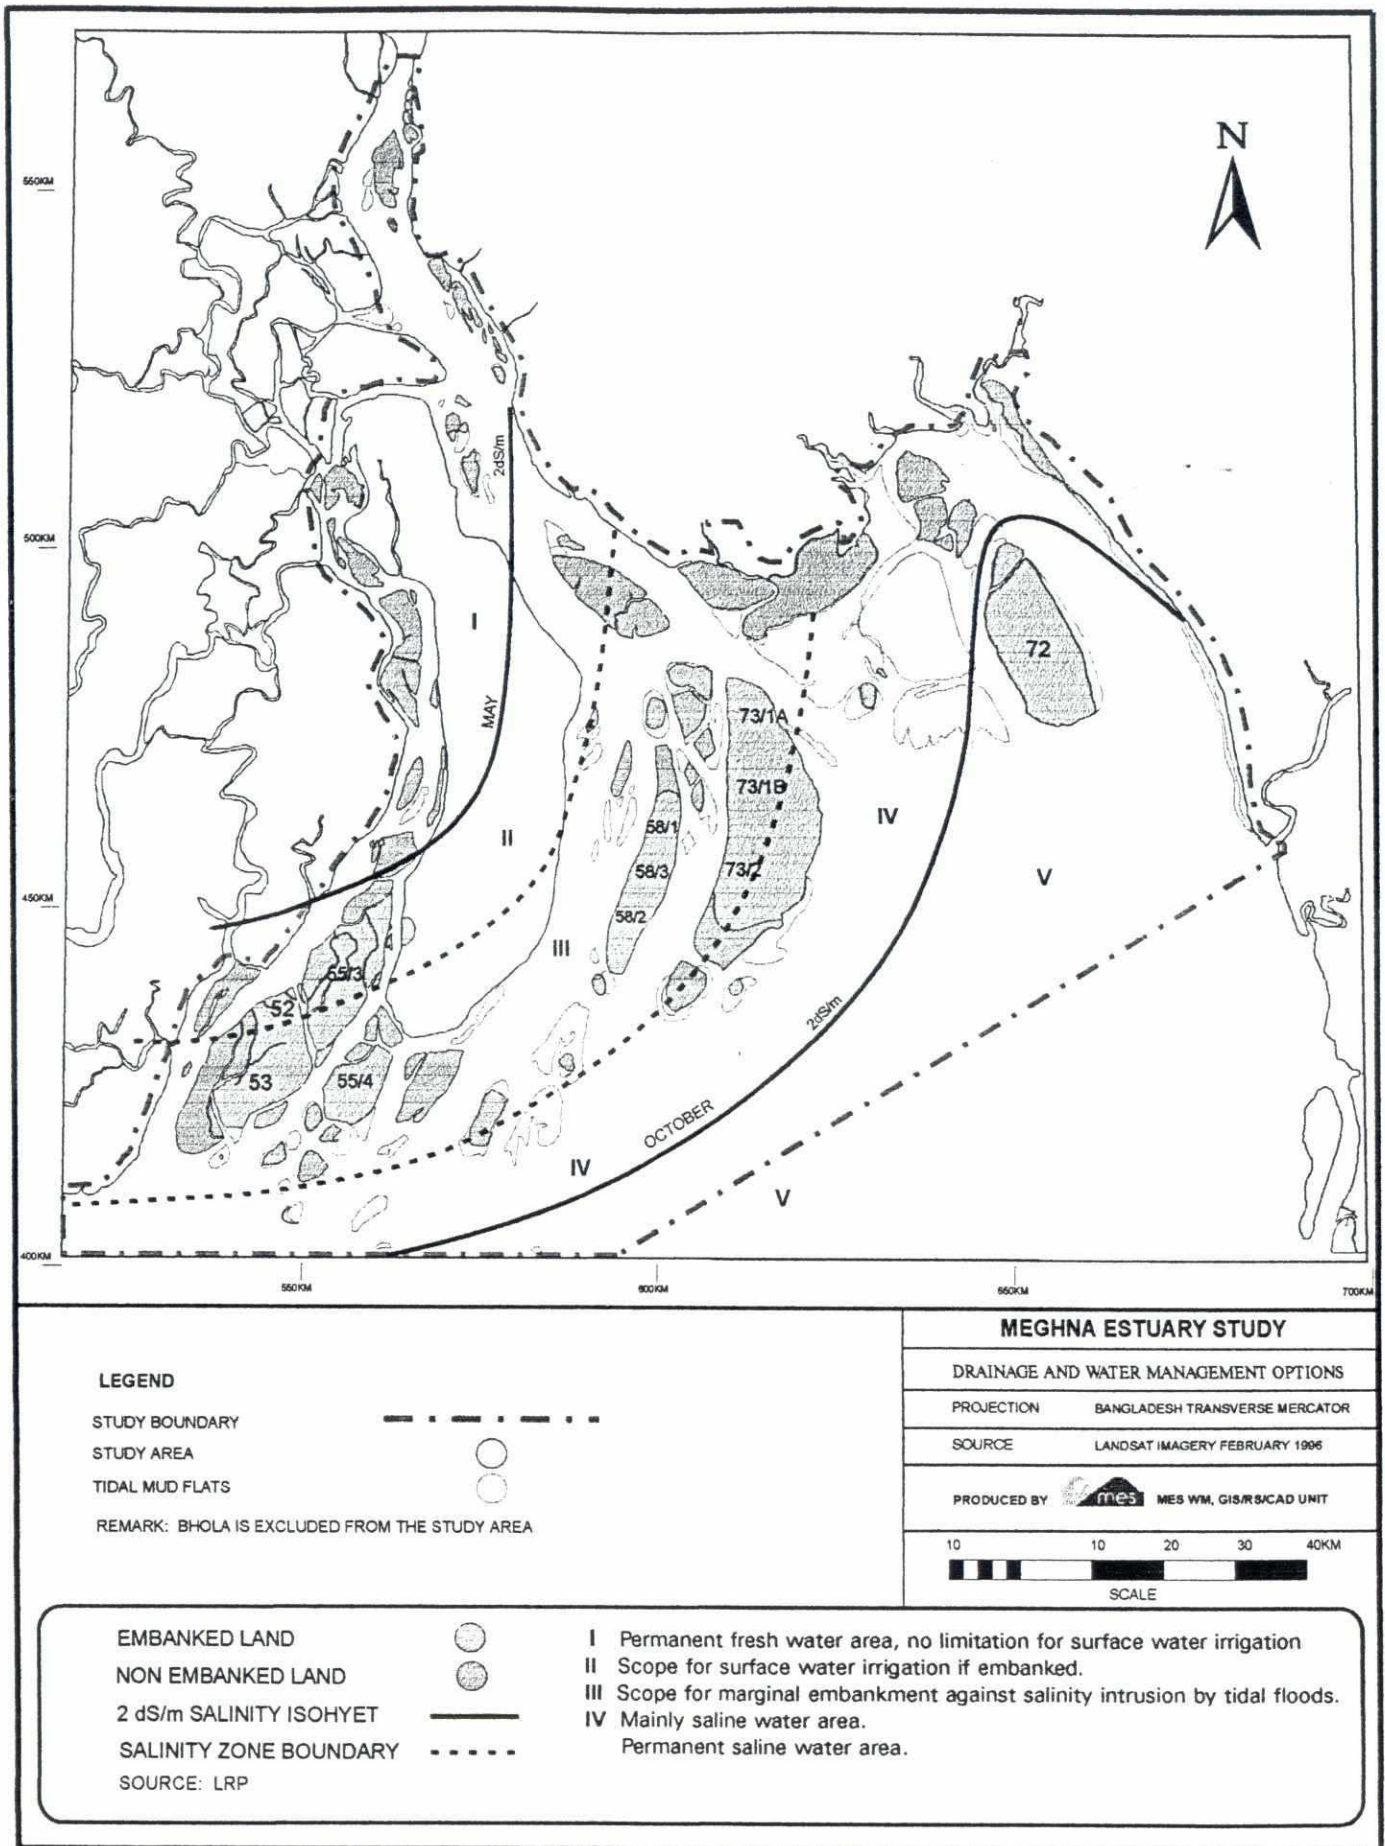 N
550KM
500KM
450KM
400KM
550KM
600KM
650KM
700KM
2dS/m
MAY
I
II
III
IV
V
IV
V
72
73/1A
73/1B
73/2
58/1
58/3
58/2
55/3
52
53
55/4
2dS/m
OCTOBER
LEGEND
STUDY BOUNDARY
STUDY AREA
TIDAL MUD FLATS
REMARK: BHOLA IS EXCLUDED FROM THE STUDY AREA
MEGHNA ESTUARY STUDY
DRAINAGE AND WATER MANAGEMENT OPTIONS
PROJECTION BANGLADESH TRANSVERSE MERCATOR
SOURCE LANDSAT IMAGERY FEBRUARY 1996
PRODUCED BY mes MES WM, GIS/RS/CAD UNIT
10 10 20 30 40KM
SCALE
EMBANKED LAND
NON EMBANKED LAND
2 dS/m SALINITY ISOHYET
SALINITY ZONE BOUNDARY
SOURCE: LRP
I Permanent fresh water area, no limitation for surface water irrigation
II Scope for surface water irrigation if embanked.
III Scope for marginal embankment against salinity intrusion by tidal floods.
IV Mainly saline water area.
Permanent saline water area.